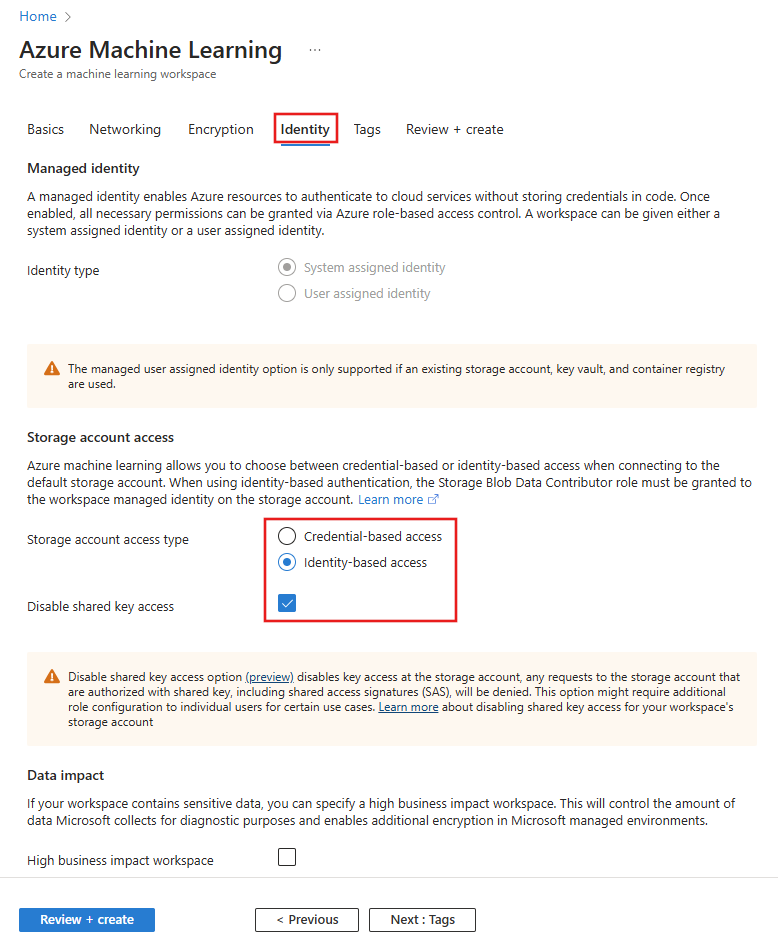 Home >
Azure Machine Learning ...
Create a machine learning workspace
Basics Networking Encryption Identity Tags Review + create
Managed identity
A managed identity enables Azure resources to authenticate to cloud services without storing credentials in code. Once
enabled, all necessary permissions can be granted via Azure role-based access control. A workspace can be given either a
system assigned identity or a user assigned identity.
Identity type
System assigned identity
User assigned identity
The managed user assigned identity option is only supported if an existing storage account, key vault, and container registry
are used.
Storage account access
Azure machine learning allows you to choose between credential-based or identity-based access when connecting to the
default storage account. When using identity-based authentication, the Storage Blob Data Contributor role must be granted to
the workspace managed identity on the storage account. Learn more
Storage account access type
Credential-based access
Identity-based access
Disable shared key access
Disable shared key access option (preview) disables key access at the storage account, any requests to the storage account that
are authorized with shared key, including shared access signatures (SAS), will be denied. This option might require additional
role configuration to individual users for certain use cases. Learn more about disabling shared key access for your workspace's
storage account
Data impact
If your workspace contains sensitive data, you can specify a high business impact workspace. This will control the amount of
data Microsoft collects for diagnostic purposes and enables additional encryption in Microsoft managed environments.
High business impact workspace
Review + create < Previous Next : Tags